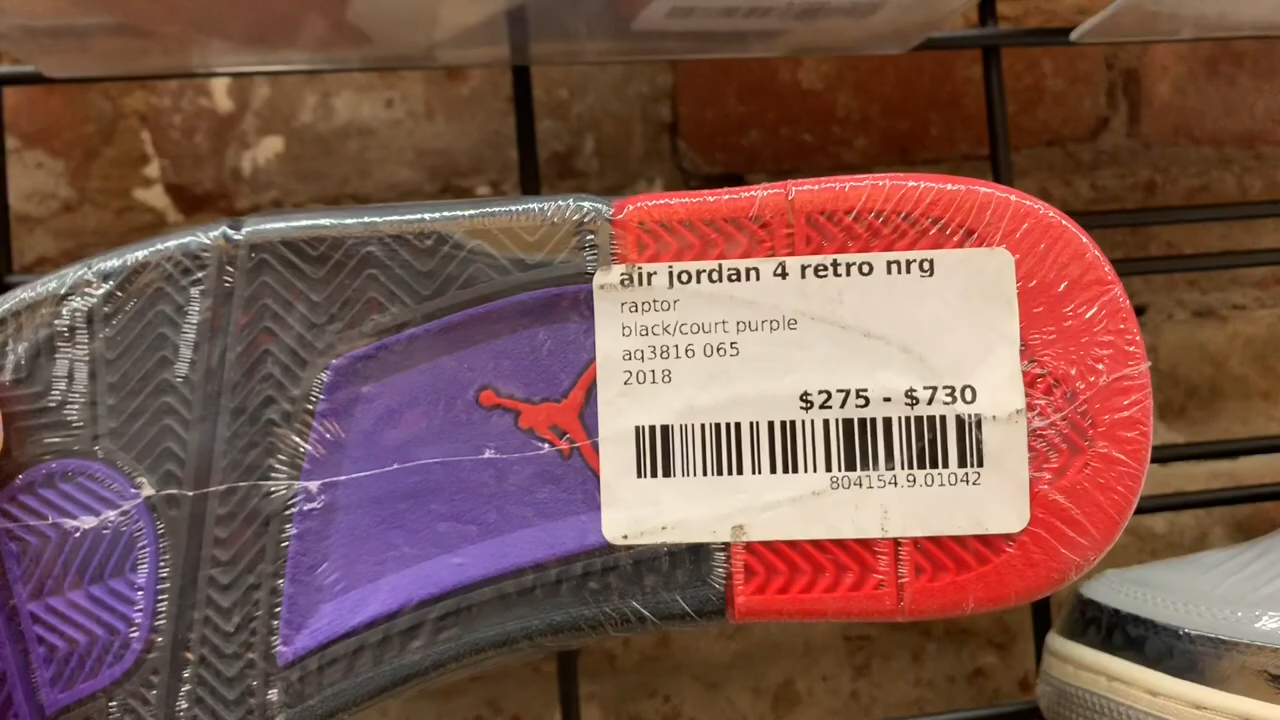 air jordan 4 retro nrg
raptor
black/court purple
aq3816 065
2018
$275 - $730
804154.9.01042